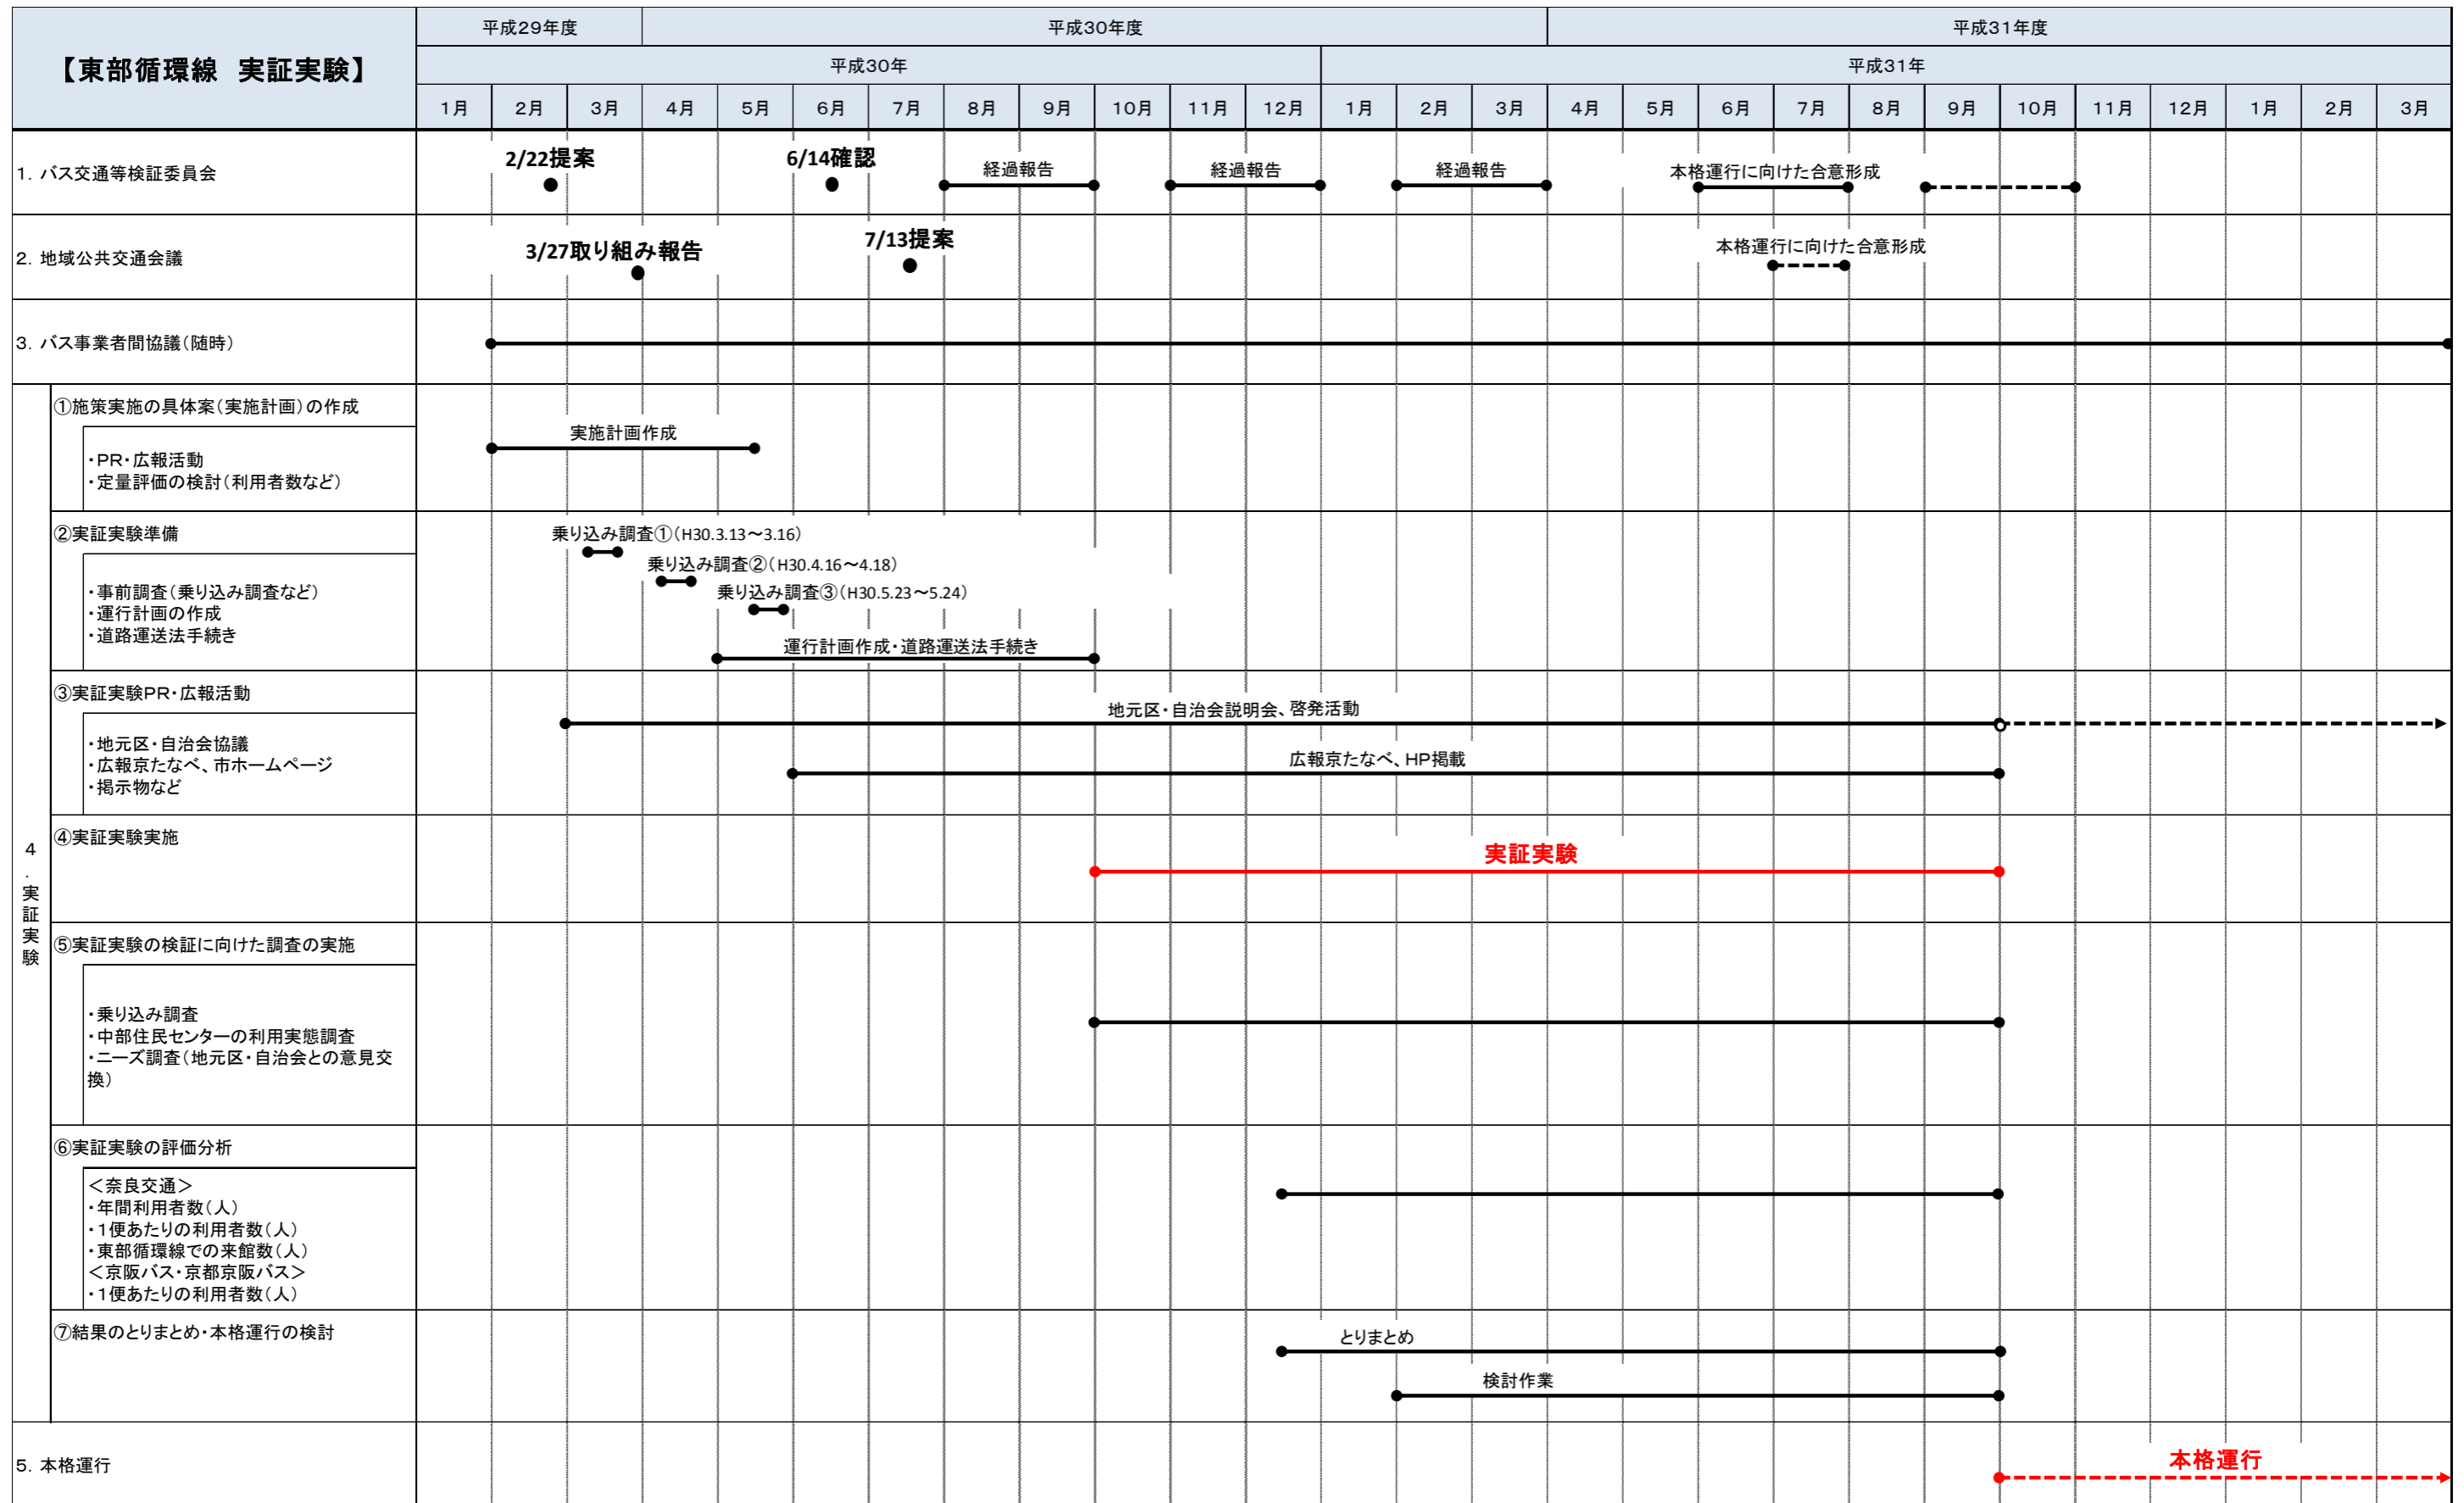 【東部循環線　実証実験】
平成29年度
平成30年度
平成31年度
平成30年
平成31年
1月 2月 3月 4月 5月 6月 7月 8月 9月 10月 11月 12月 1月 2月 3月 4月 5月 6月 7月 8月 9月 10月 11月 12月 1月 2月 3月
1．バス交通等検証委員会
2/22提案
6/14確認
経過報告
経過報告
経過報告
本格運行に向けた合意形成
2．地域公共交通会議
3/27取り組み報告
7/13提案
本格運行に向けた合意形成
3．バス事業者間協議（随時）
4．実証実験
①施策実施の具体案（実施計画）の作成
・PR・広報活動
・定量評価の検討（利用者数など）
実施計画作成
②実証実験準備
・事前調査（乗り込み調査など）
・運行計画の作成
・道路運送法手続き
乗り込み調査①（H30.3.13～3.16）
乗り込み調査②（H30.4.16～4.18）
乗り込み調査③（H30.5.23～5.24）
運行計画作成・道路運送法手続き
③実証実験PR・広報活動
・地元区・自治会協議
・広報京たなべ、市ホームページ
・掲示物など
地元区・自治会説明会、啓発活動
広報京たなべ、HP掲載
④実証実験実施
実証実験
⑤実証実験の検証に向けた調査の実施
・乗り込み調査
・中部住民センターの利用実態調査
・ニーズ調査（地元区・自治会との意見交
換）
⑥実証実験の評価分析
＜奈良交通＞
・年間利用者数（人）
・1便あたりの利用者数（人）
・東部循環線での来館数（人）
＜京阪バス・京都京阪バス＞
・1便あたりの利用者数（人）
⑦結果のとりまとめ・本格運行の検討
とりまとめ
検討作業
5．本格運行
本格運行